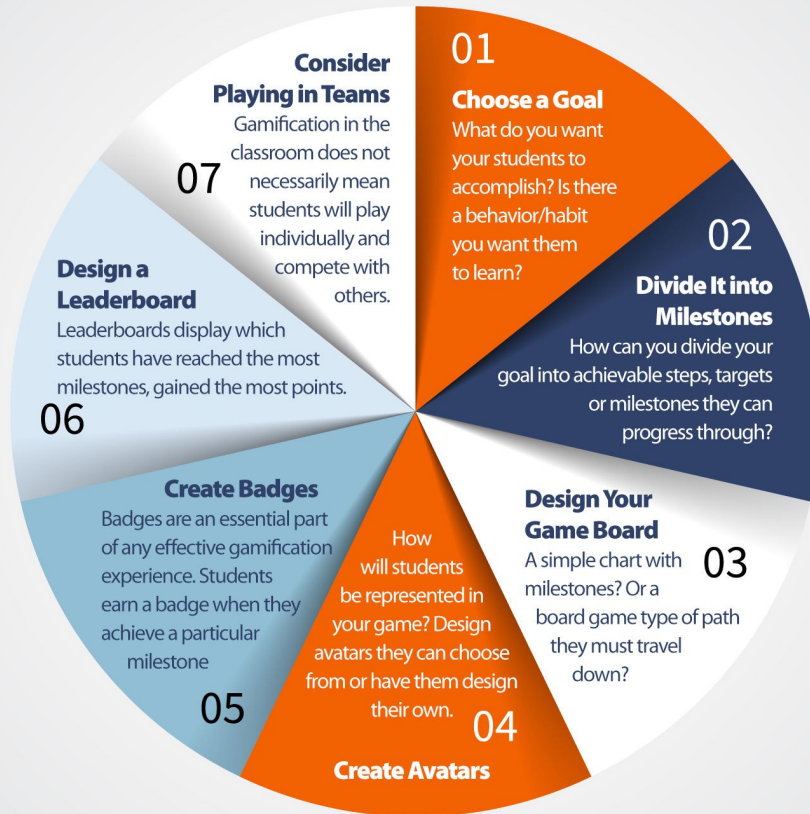 01
Choose a Goal
What do you want
your students to
accomplish? Is there
a behavior/habit
you want them
to learn?
02
Divide It into
Milestones
How can you divide your
goal into achievable steps, targets
or milestones they can
progress through?
Design Your
Game Board
03
A simple chart with
milestones? Or a
board game type of path
they must travel
down?
How
will students
be represented in
your game? Design
avatars they can choose
from or have them design
their own.
04
Create Avatars
Create Badges
Badges are an essential part
of any effective gamification
experience. Students
earn a badge when they
achieve a particular
milestone
05
Design a
Leaderboard
Leaderboards display which
students have reached the most
milestones, gained the most points.
06
Consider
Playing in Teams
Gamification in the
classroom does not
07
necessarily mean
students will play
individually and
compete with
others.